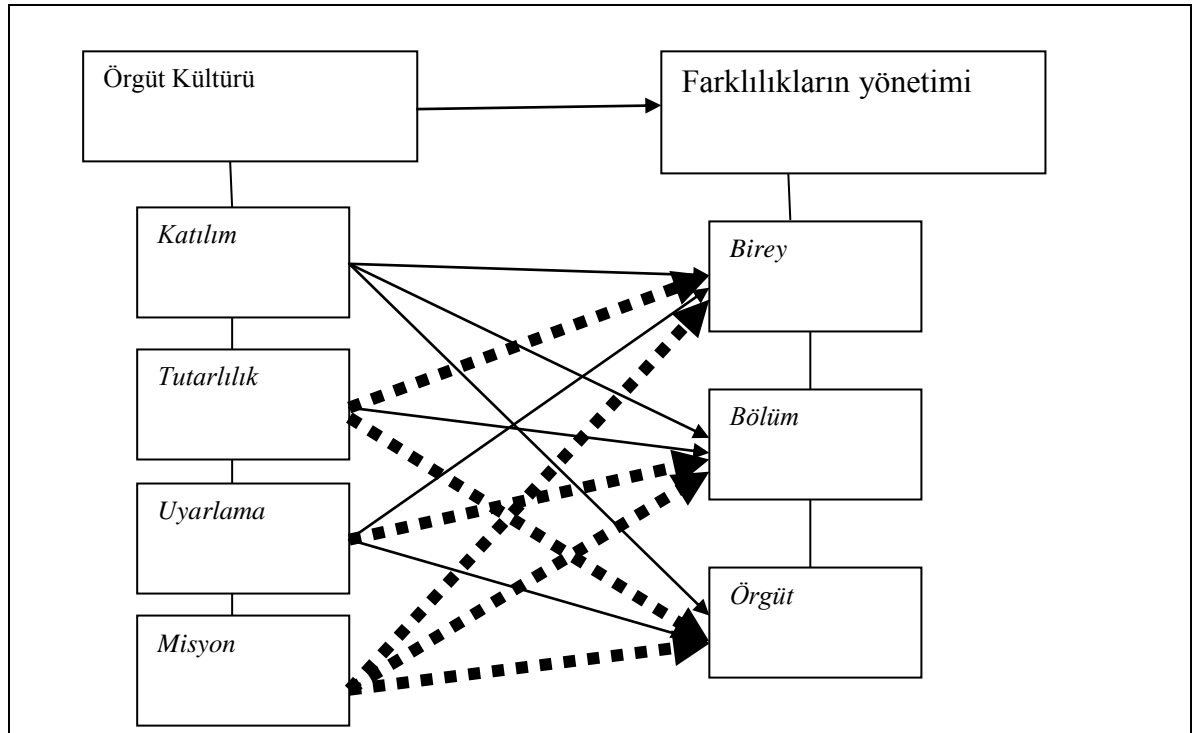 Örgüt Kültürü
Farklılıkların yönetimi
Katılım
Birey
Tutarlılık
Bölüm
Uyarlama
Örgüt
Misyon